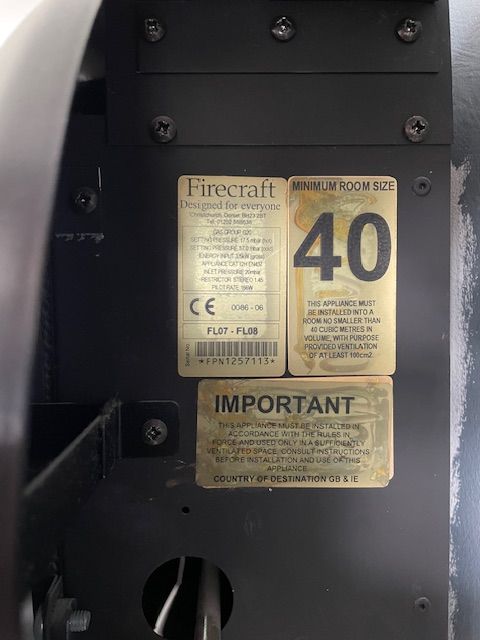 Firecraft
Designed for everyone
Christchurch, Dorset BH23
Tel. 01202
GAS GROUP G20
SETTING PRESSURE 17.5 mbar (hot)
SETTING PRESSURE 17.0 mbar (cold)
ENERGY INPUT 3.5kW (gross)
APPLIANCE CAT I2H EN437
INLET PRESSURE 20mbar
RESTRICTOR STEREO 1.45
PILOT RATE
CE 0086 - 06
FL07 - FL08
Serial No.
*FPN1257113*
MINIMUM ROOM SIZE
40
THIS APPLIANCE MUST
BE INSTALLED INTO A
ROOM NO SMALLER THAN
40 CUBIC METRES IN
VOLUME, WITH PURPOSE
PROVIDED VENTILATION
OF AT LEAST 100cm2.
IMPORTANT
THIS APPLIANCE MUST BE INSTALLED IN
ACCORDANCE WITH THE RULES IN
FORCE AND USED ONLY IN A SUFFICIENTLY
VENTILATED SPACE. CONSULT INSTRUCTIONS
BEFORE INSTALLATION AND USE OF THIS
APPLIANCE.
COUNTRY OF DESTINATION GB & IE